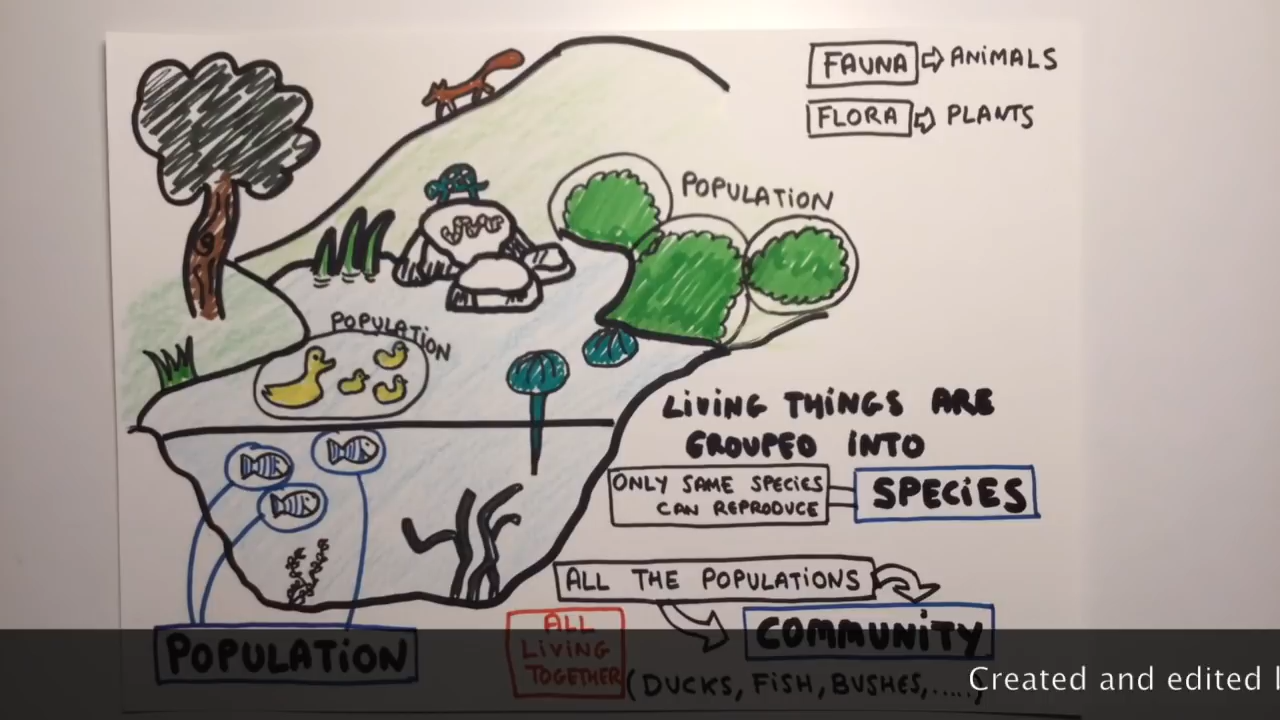 FAUNA ANiMALS
FLORA PLANTS
POPULATiON
POPULATiON
LiViNG THINGS ARE
GROUPED iNTO
ONLY SAME SPECiES
CAN REPRODUCE
SPECiES
ALL THE POPULATIONS
COMMUNiTY
POPULATiON
ALL
LiViNG
TOGETHER
(DUCKS, FiSH, BUSHES,.....)
Created and edited